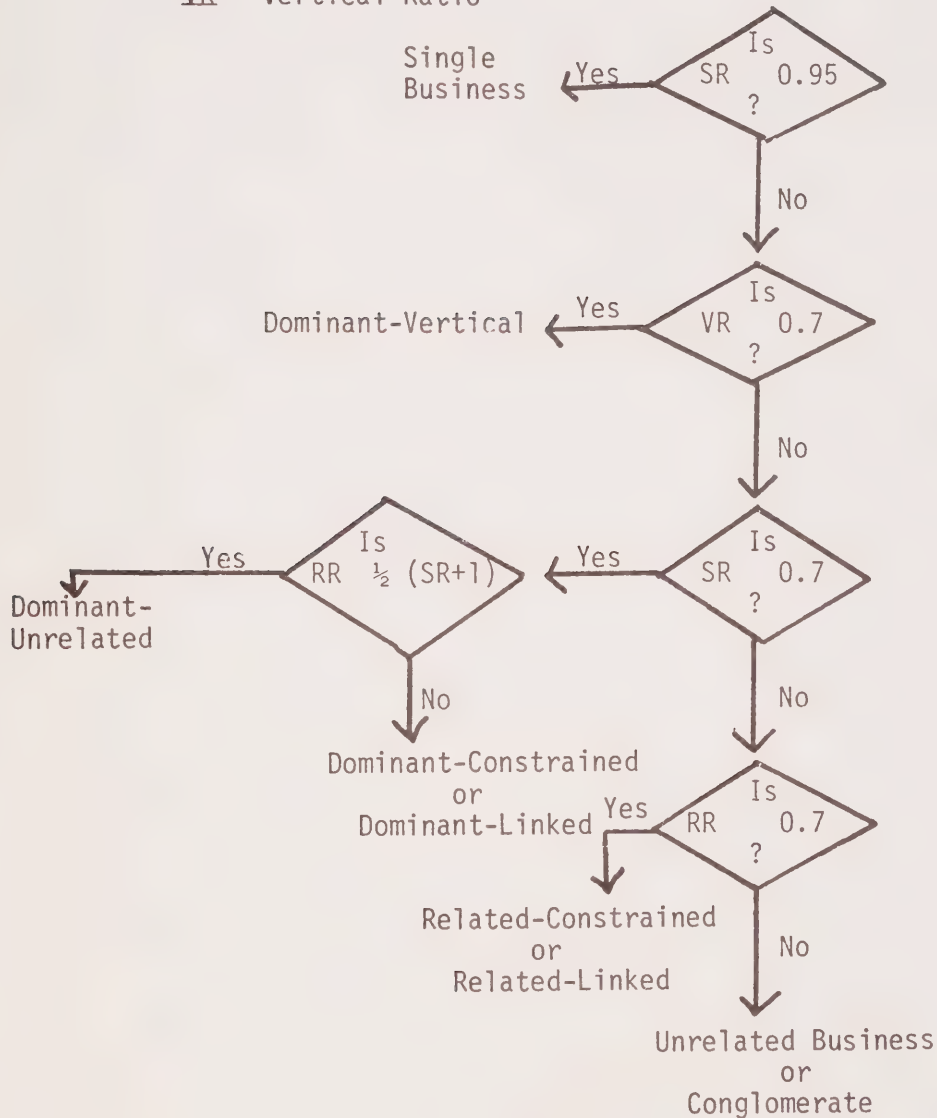 Vertical Ratio
Is
SR 0.95
?
Yes
Single
Business
No
Is
VR 0.7
?
Yes
Dominant-Vertical
No
Is
SR 0.7
?
Yes
Is
RR ½ (SR+1)
Yes
Dominant-
Unrelated
No
Dominant-Constrained
or
Dominant-Linked
No
Is
RR 0.7
?
Yes
Related-Constrained
or
Related-Linked
No
Unrelated Business
or
Conglomerate